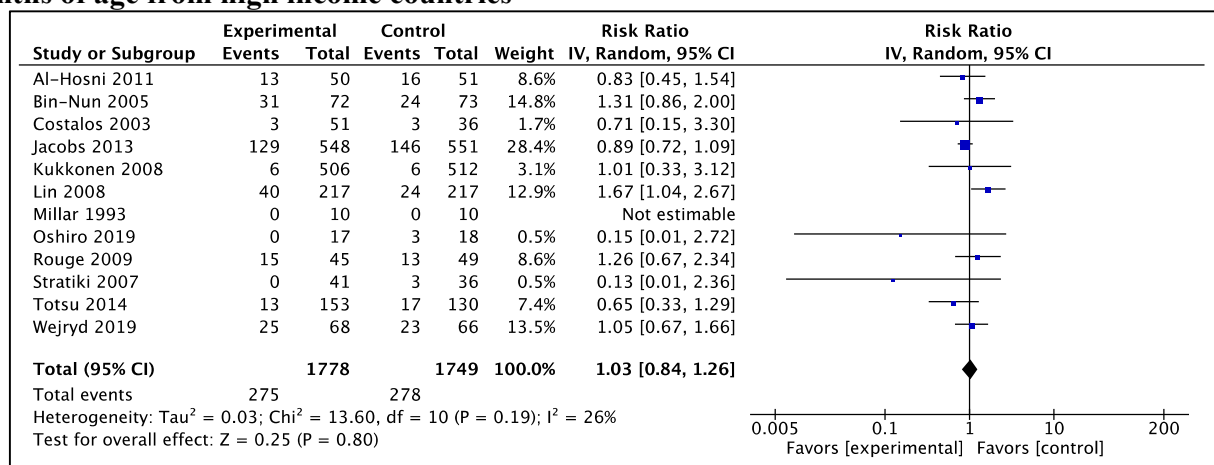 nths of age from high income countries
Experimental Control Risk Ratio Risk Ratio
Study or Subgroup Events Total Events Total Weight IV, Random, 95% CI IV, Random, 95% CI
Al-Hosni 2011 13 50 16 51 8.6% 0.83 [0.45, 1.54]
Bin-Nun 2005 31 72 24 73 14.8% 1.31 [0.86, 2.00]
Costalos 2003 3 51 3 36 1.7% 0.71 [0.15, 3.30]
Jacobs 2013 129 548 146 551 28.4% 0.89 [0.72, 1.09]
Kukkonen 2008 6 506 6 512 3.1% 1.01 [0.33, 3.12]
Lin 2008 40 217 24 217 12.9% 1.67 [1.04, 2.67]
Millar 1993 0 10 0 10 Not estimable
Oshiro 2019 0 17 3 18 0.5% 0.15 [0.01, 2.72]
Rouge 2009 15 45 13 49 8.6% 1.26 [0.67, 2.34]
Stratiki 2007 0 41 3 36 0.5% 0.13 [0.01, 2.36]
Totsu 2014 13 153 17 130 7.4% 0.65 [0.33, 1.29]
Wejryd 2019 25 68 23 66 13.5% 1.05 [0.67, 1.66]
Total (95% CI) 1778 1749 100.0% 1.03 [0.84, 1.26]
Total events 275 278
Heterogeneity: Tau² = 0.03; Chi² = 13.60, df = 10 (P = 0.19); I² = 26%
Test for overall effect: Z = 0.25 (P = 0.80)
0.005 0.1 1 10 200
Favors [experimental] Favors [control]